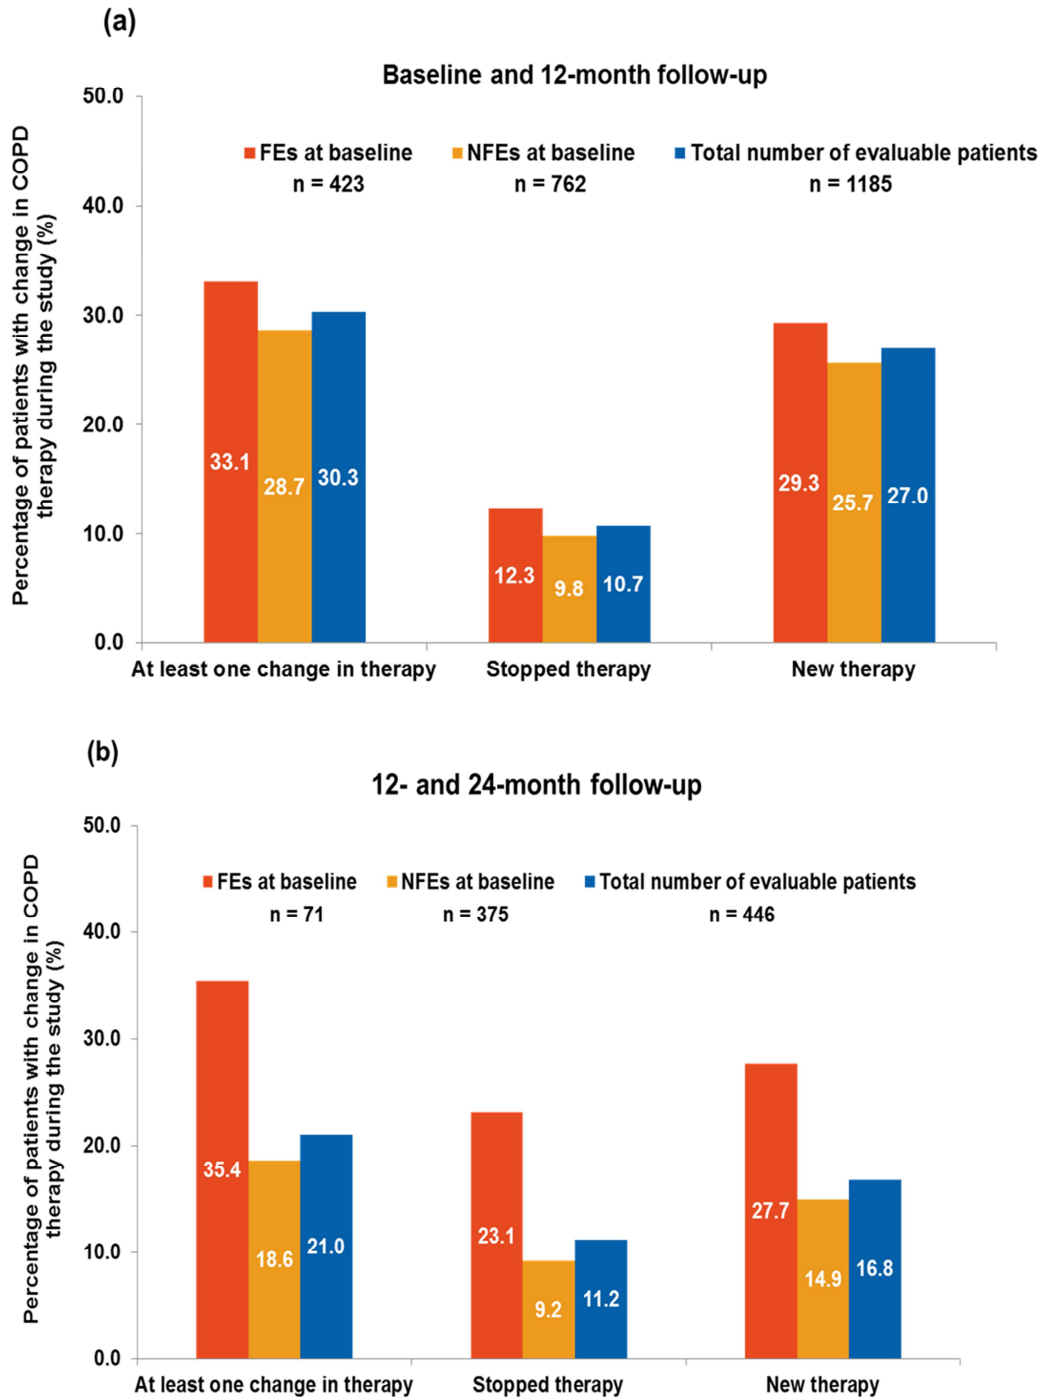 (a)
Baseline and 12-month follow-up
Percentage of patients with change in COPD
therapy during the study (%)
50.0
40.0
30.0
20.0
10.0
0.0
FEs at baseline NFEs at baseline Total number of evaluable patients
n = 423 n = 762 n = 1185
33.1 28.7 30.3
12.3 9.8 10.7
29.3 25.7 27.0
At least one change in therapy Stopped therapy New therapy
(b)
12- and 24-month follow-up
Percentage of patients with change in COPD
therapy during the study (%)
50.0
40.0
30.0
20.0
10.0
0.0
FEs at baseline NFEs at baseline Total number of evaluable patients
n = 71 n = 375 n = 446
35.4 18.6 21.0
23.1 9.2 11.2
27.7 14.9 16.8
At least one change in therapy Stopped therapy New therapy